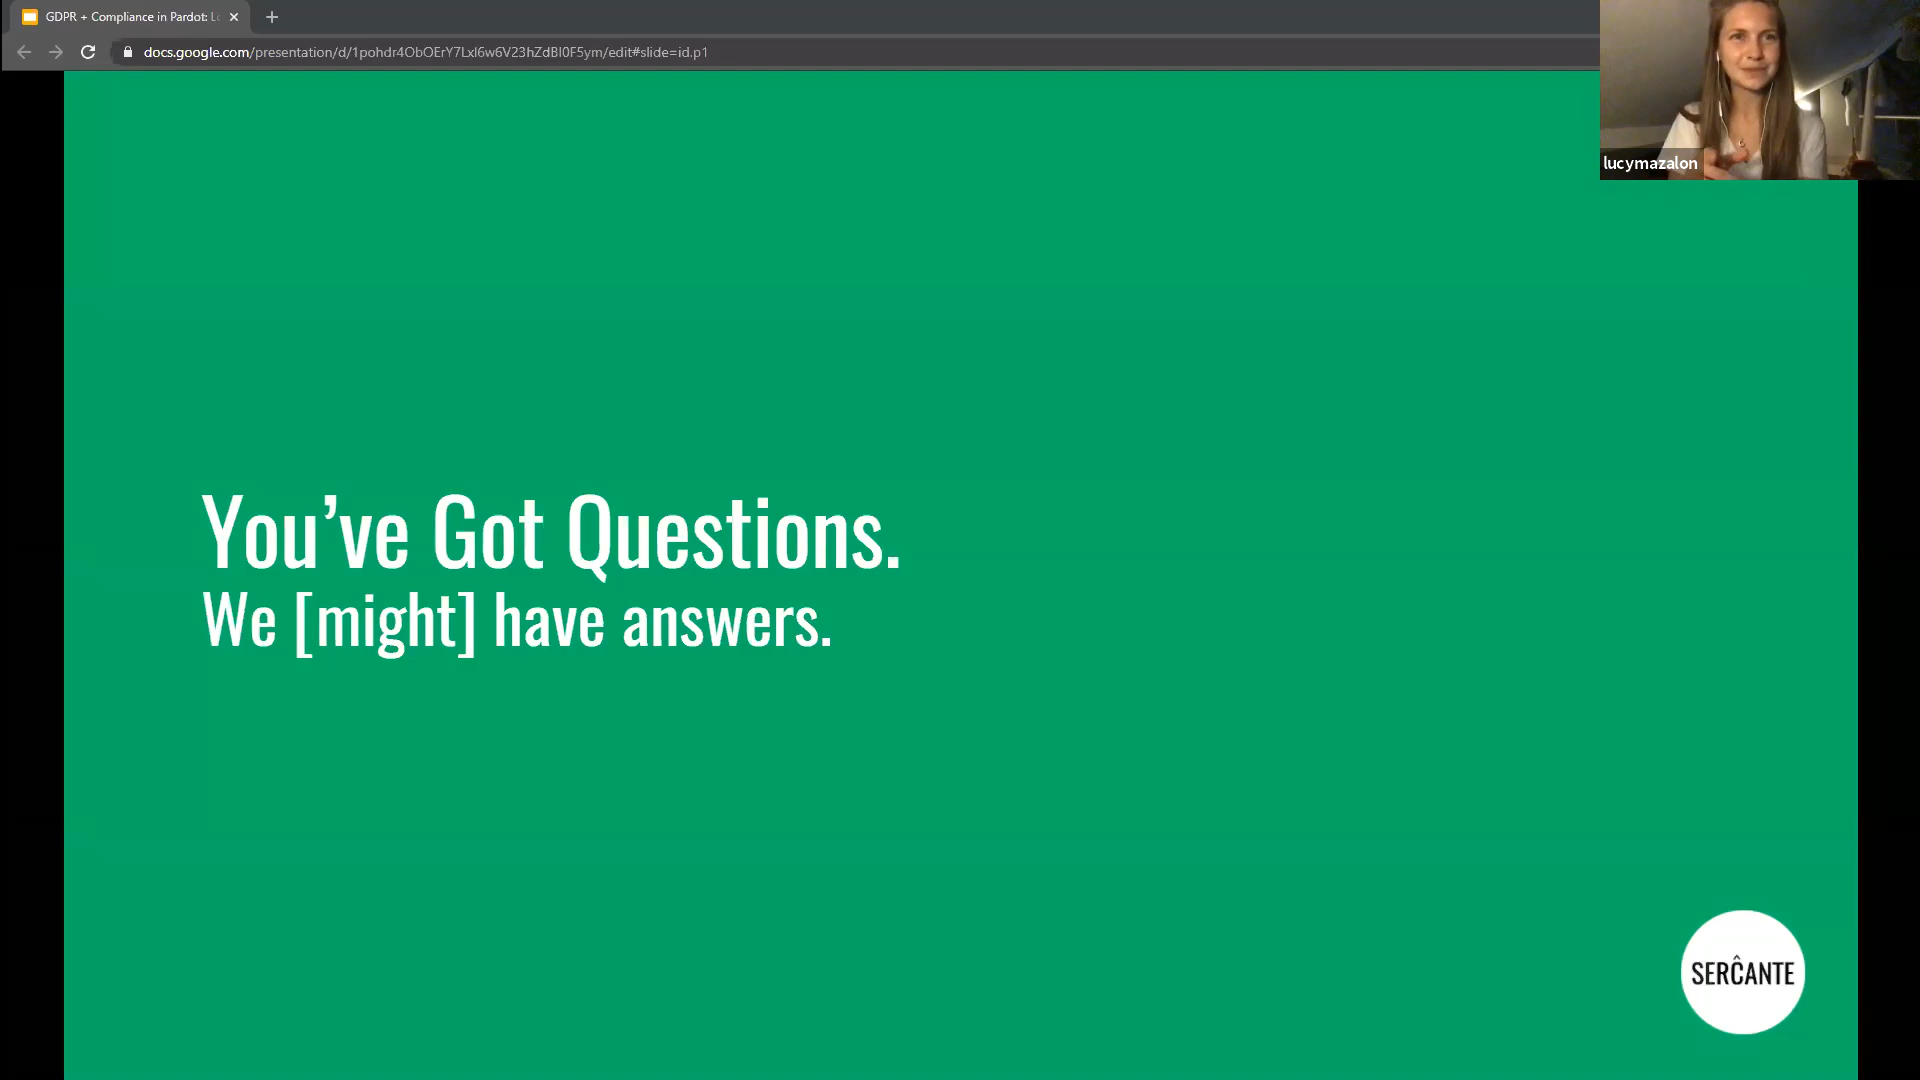 GDPR + Compliance in Pardot: Lo
docs.google.com/presentation/d/1pohdr4ObOErY7Lxl6w6V23hZdBl0F5ym/edit#slide=id.p1
lucymazalon
You’ve Got Questions.
We [might] have answers.
SERĈANTE